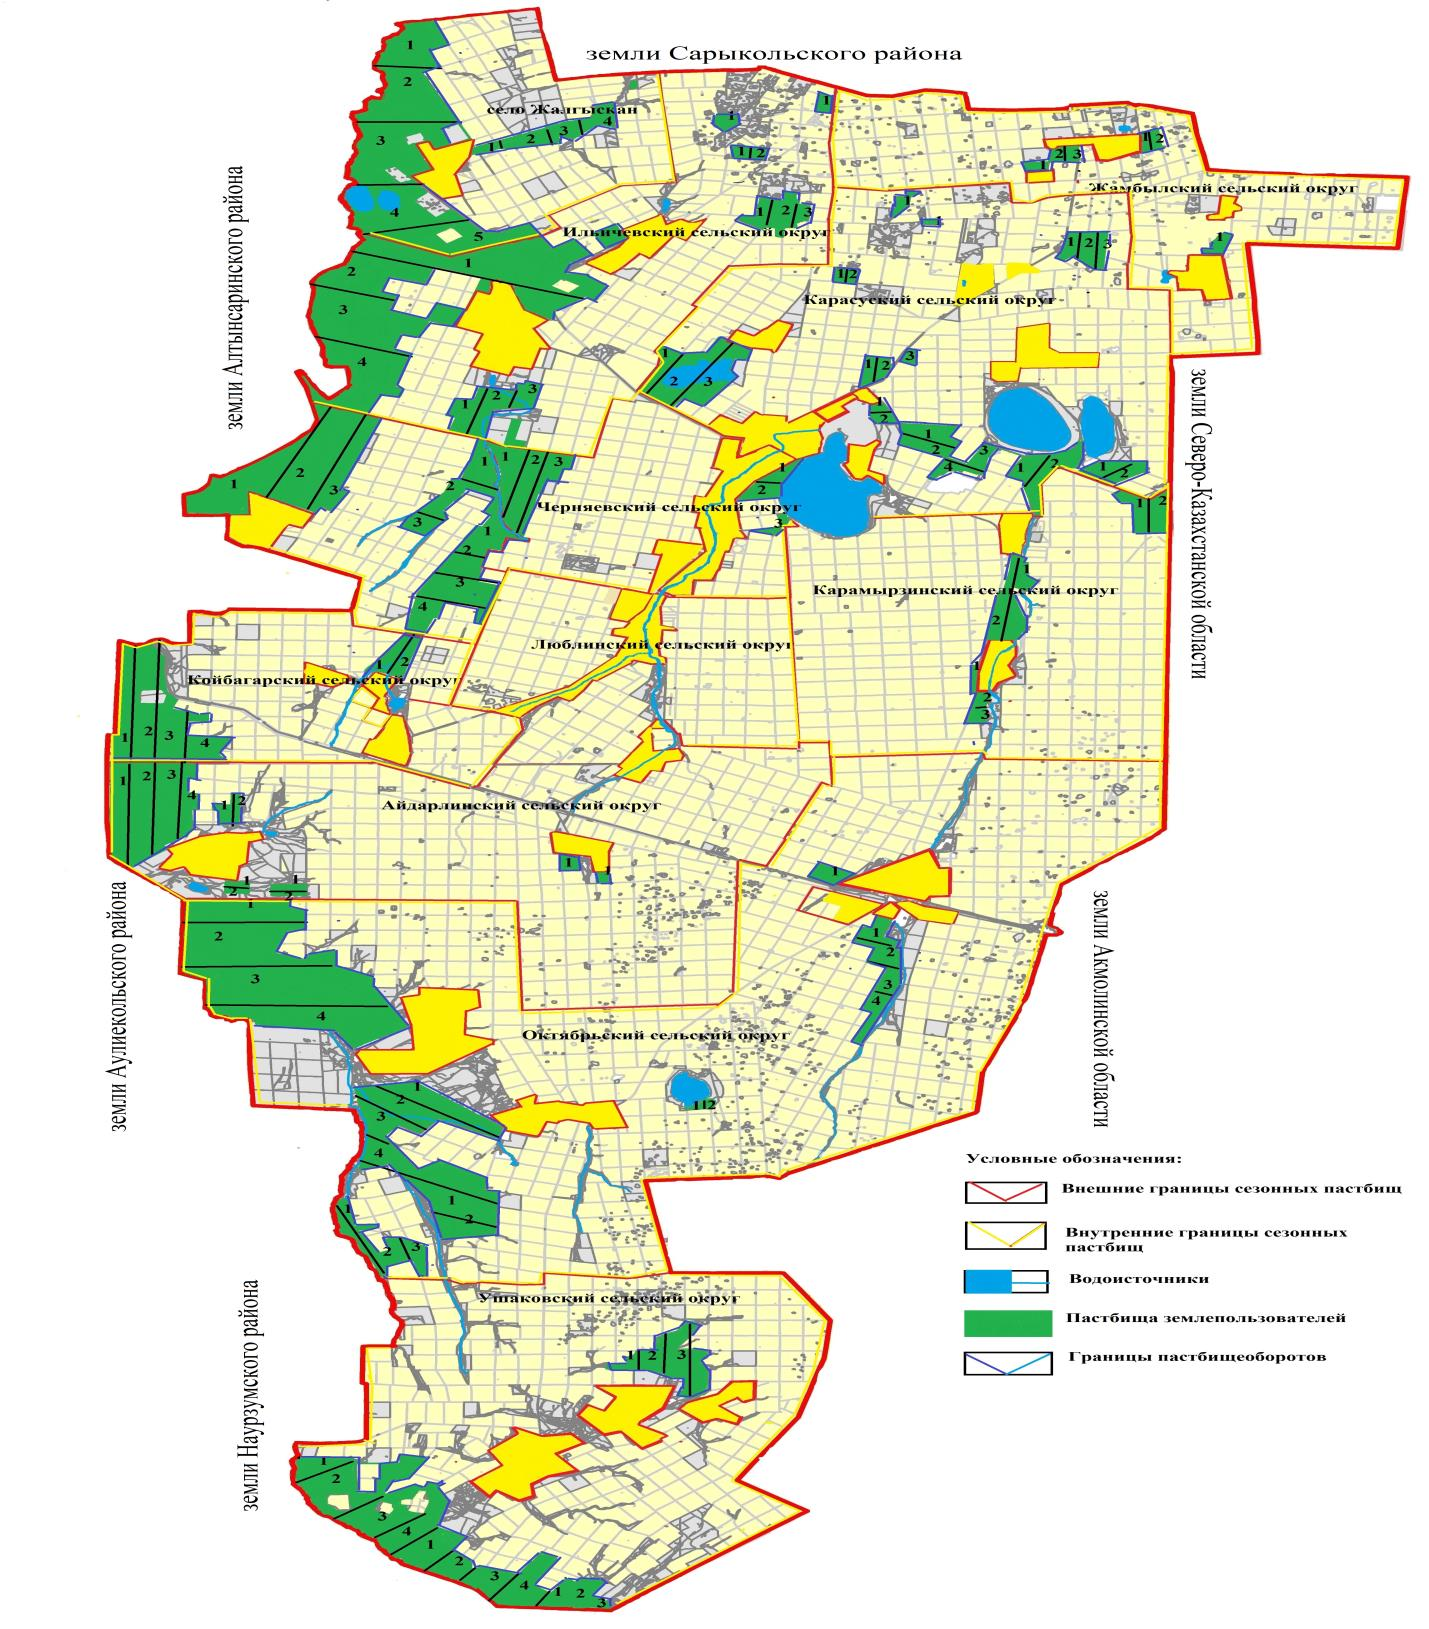 земли Сарыкольского района
село Жалгыскан
земли Алтынсаринского района
Жамбылский сельский округ
Ильичевский сельский округ
Карасуский сельский округ
земли Северо-Казахстанской области
Черняевский сельский округ
Карамырзинский сельский округ
Люблинский сельский округ
Койбагарский сельский округ
Айдарлинский сельский округ
земли Аулиекольского района
земли Акмолинской области
Октябрьский сельский округ
Ушаковский сельский округ
земли Наурзумского района
Условные обозначения:
Внешние границы сезонных пастбищ
Внутренние границы сезонных
пастбищ
Водоисточники
Пастбища землепользователей
Границы пастбищеоборотов